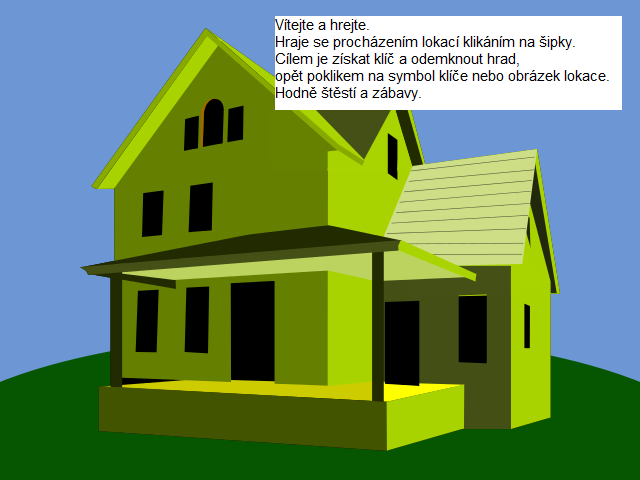 Vítejte a hrejte.
Hraje se procházením lokací klikáním na šipky.
Cílem je získat klíč a odemknout hrad,
opět poklikem na symbol klíče nebo obrázek lokace.
Hodně štěstí a zábavy.